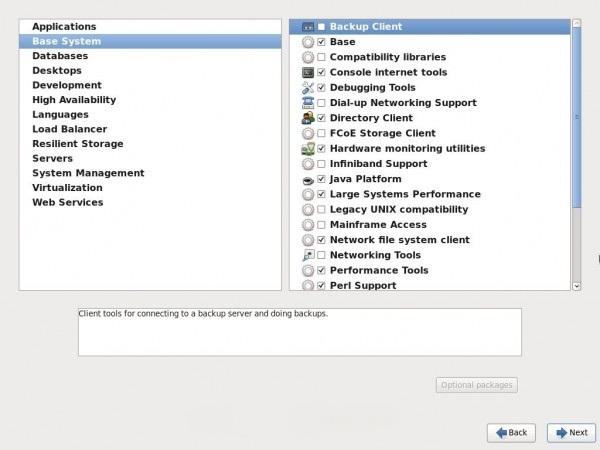 Applications
Base System
Databases
Desktops
Development
High Availability
Languages
Load Balancer
Resilient Storage
Servers
System Management
Virtualization
Web Services
Backup Client
Base
Compatibility libraries
Console internet tools
Debugging Tools
Dial-up Networking Support
Directory Client
FCoE Storage Client
Hardware monitoring utilities
Infiniband Support
Java Platform
Large Systems Performance
Legacy UNIX compatibility
Mainframe Access
Network file system client
Networking Tools
Performance Tools
Perl Support
Client tools for connecting to a backup server and doing backups.
Optional packages
Back
Next